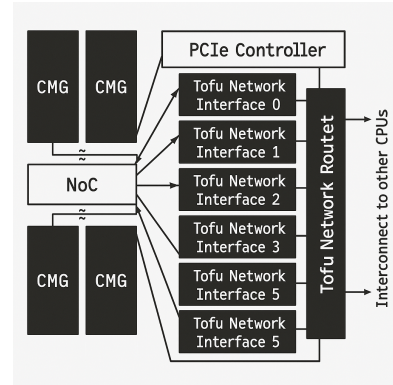 CMG
CMG
PCIe Controller
Tofu Network
Interface 0
Tofu Network
Interface 1
NoC
Tofu Network
Interface 2
Tofu Network
Interface 3
CMG
CMG
Tofu Network
Interface 5
Tofu Network
Interface 5
Tofu Network Routet
Interconnect to other CPUs